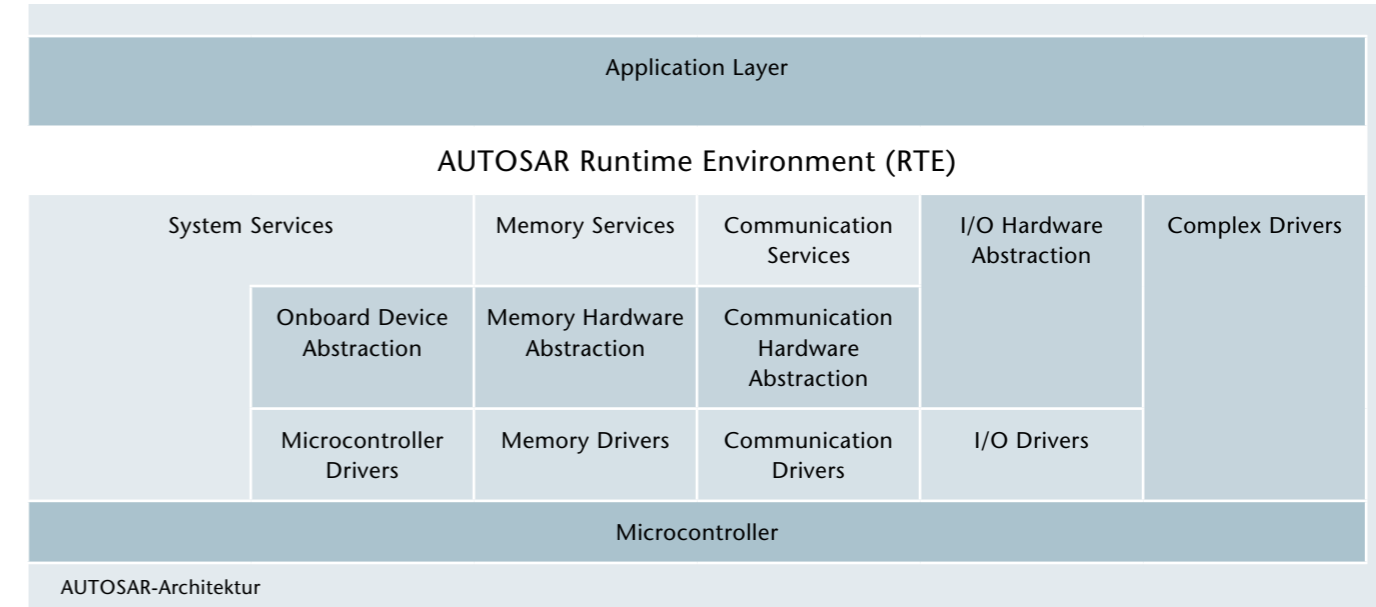 Application Layer
AUTOSAR Runtime Environment (RTE)
System Services
Memory Services
Communication
Services
I/O Hardware
Abstraction
Complex Drivers
Onboard Device
Abstraction
Memory Hardware
Abstraction
Communication
Hardware
Abstraction
Microcontroller
Drivers
Memory Drivers
Communication
Drivers
I/O Drivers
Microcontroller
AUTOSAR-Architektur